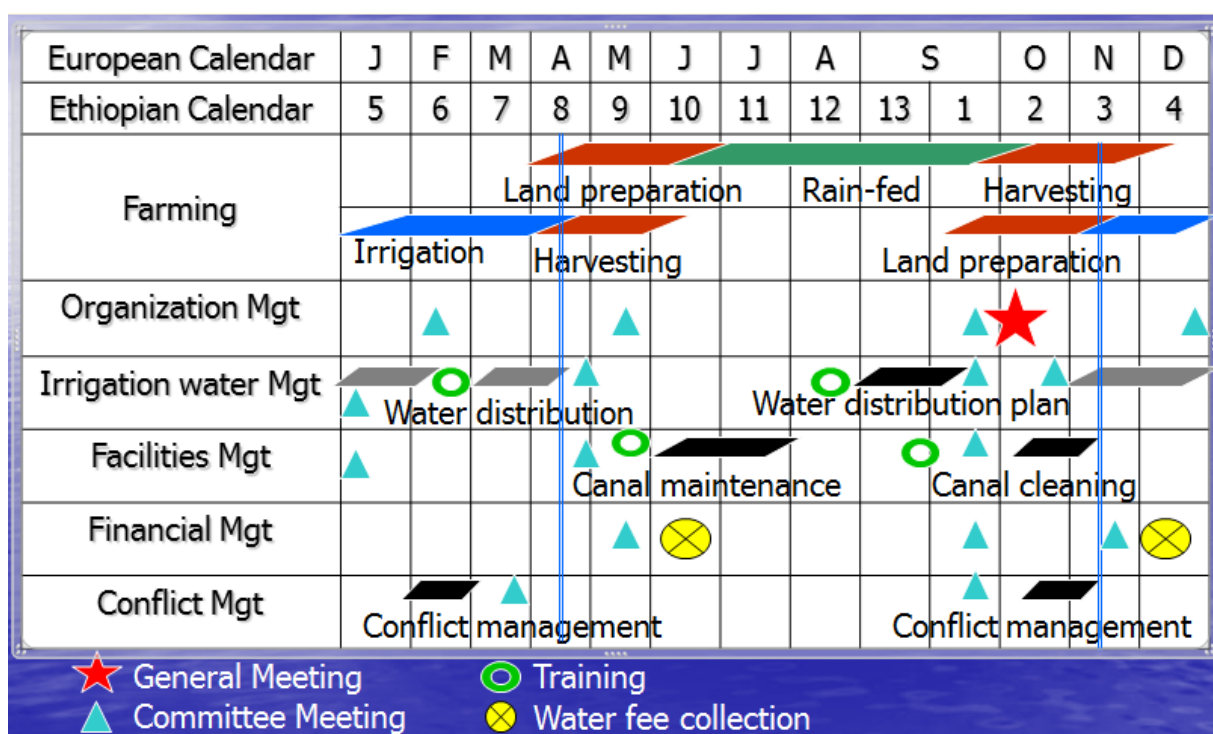 European Calendar J F M A M J J A S O N D
Ethiopian Calendar 5 6 7 8 9 10 11 12 13 1 2 3 4
Farming
Land preparation Rain-fed Harvesting
Irrigation Harvesting Land preparation
Organization Mgt
Irrigation water Mgt
Water distribution Water distribution plan
Facilities Mgt
Canal maintenance Canal cleaning
Financial Mgt
Conflict Mgt
Conflict management Conflict management
General Meeting Training
Committee Meeting Water fee collection